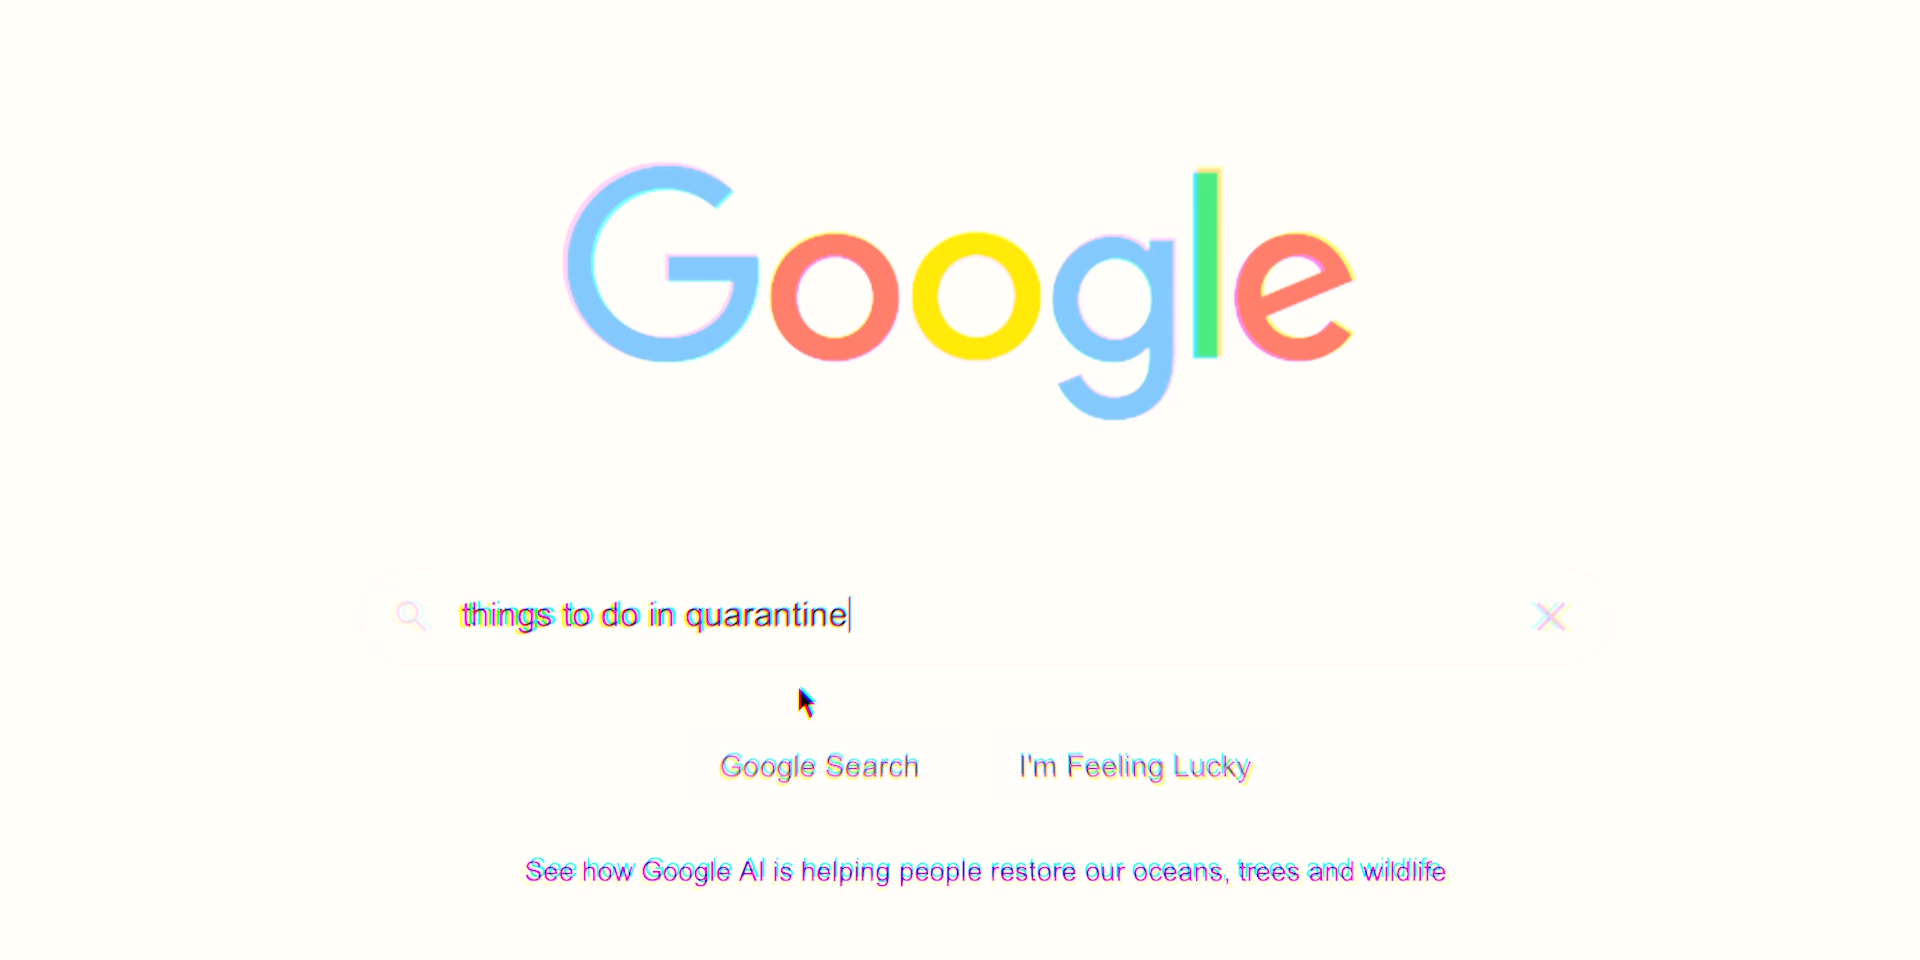 Google
things to do in quarantine
Google Search I'm Feeling Lucky
See how Google AI is helping people restore our oceans, trees and wildlife